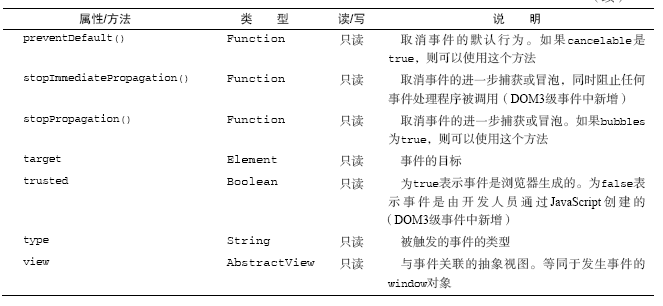 (续)
属性/方法 类 型 读/写 说 明
preventDefault() Function 只读 取消事件的默认行为。如果cancelable是
true，则可以使用这个方法
stopImmediatePropagation() Function 只读 取消事件的进一步捕获或冒泡，同时阻止任何
事件处理程序被调用（DOM3级事件中新增）
stopPropagation() Function 只读 取消事件的进一步捕获或冒泡。如果bubbles
为true，则可以使用这个方法
target Element 只读 事件的目标
trusted Boolean 只读 为true表示事件是浏览器生成的。为false表
示事件是由开发人员通过JavaScript创建的
（DOM3级事件中新增）
type String 只读 被触发的事件的类型
view AbstractView 只读 与事件关联的抽象视图。等同于发生事件的
window对象